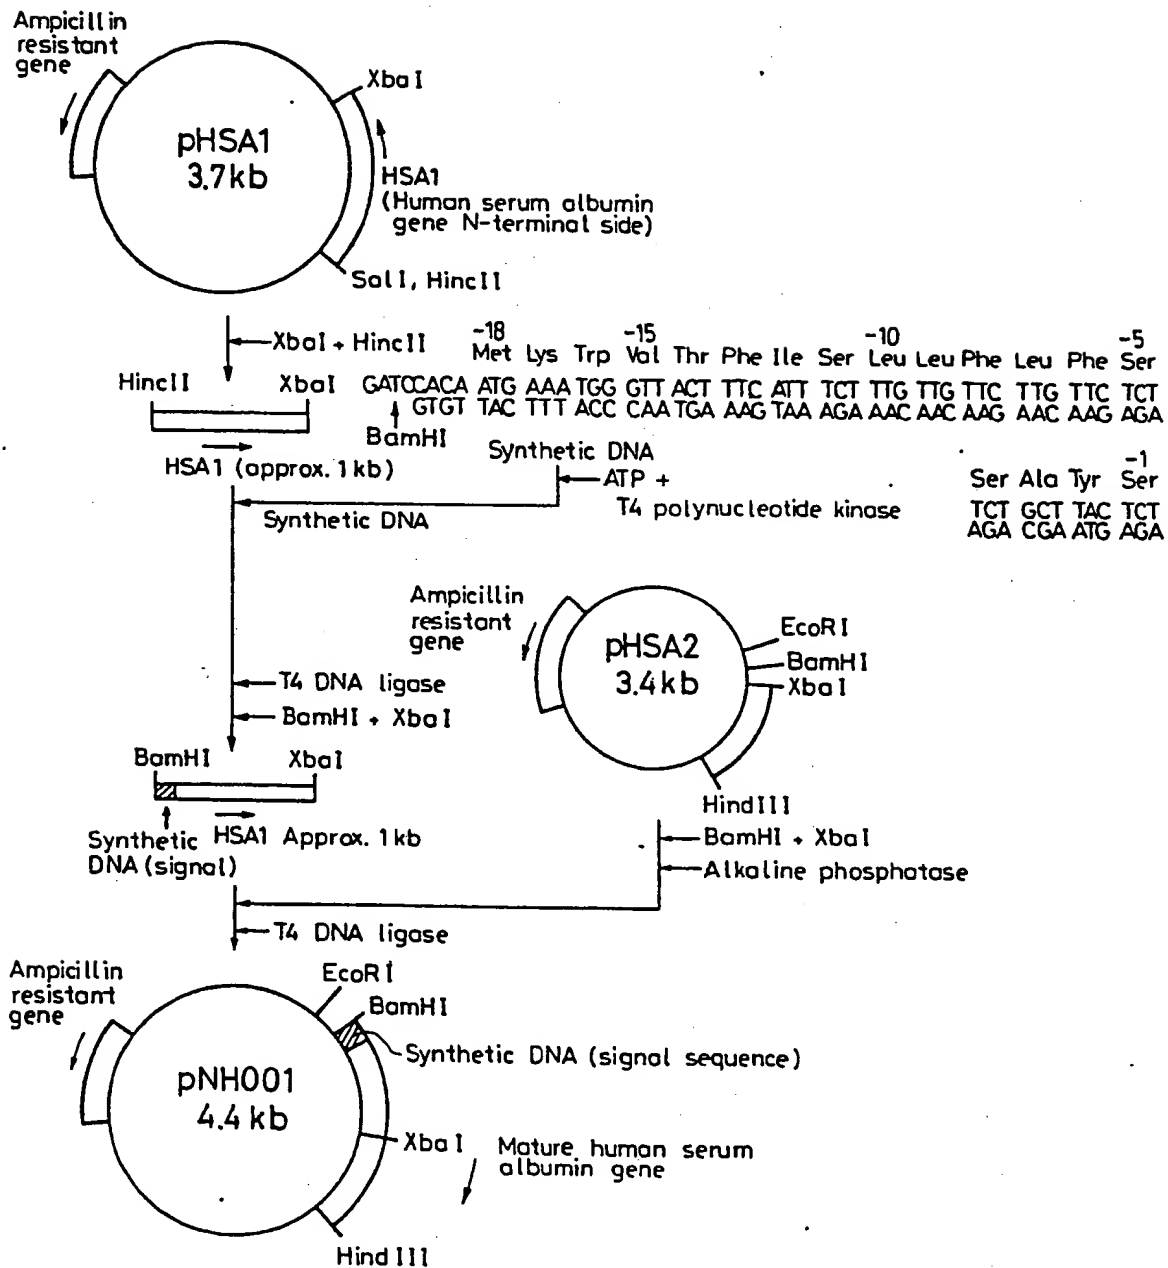 Ampicillin
resistant
gene
XbaI
pHSA1
3.7kb
HSA1
(Human serum albumin
gene N-terminal side)
SalI, HincII
XbaI + HincII
-18 -15 -10 -5
Met Lys Trp Val Thr Phe Ile Ser Leu Leu Phe Leu Phe Ser
HincII XbaI
GATCCACA ATG AAA TGG GTT ACT TTC ATT TCT TTG TTG TTC TTG TTC TCT
GTGT TAC TTT ACC CAA TGA AAG TAA AGA AAC AAC AAG AAC AAG AGA
BamHI
HSA1 (approx. 1kb)
Synthetic DNA
ATP +
T4 polynucleotide kinase
Synthetic DNA
-1
Ser Ala Tyr Ser
TCT GCT TAC TCT
AGA CGA ATG AGA
Ampicillin
resistant
gene
pHSA2
3.4kb
EcoRI
BamHI
XbaI
HindIII
T4 DNA ligase
BamHI + XbaI
BamHI XbaI
Synthetic
DNA (signal)
HSA1 Approx. 1kb
BamHI + XbaI
Alkaline phosphatase
T4 DNA ligase
Ampicillin
resistant
gene
EcoRI
BamHI
Synthetic DNA (signal sequence)
pNH001
4.4kb
XbaI
Mature human serum
albumin gene
HindIII